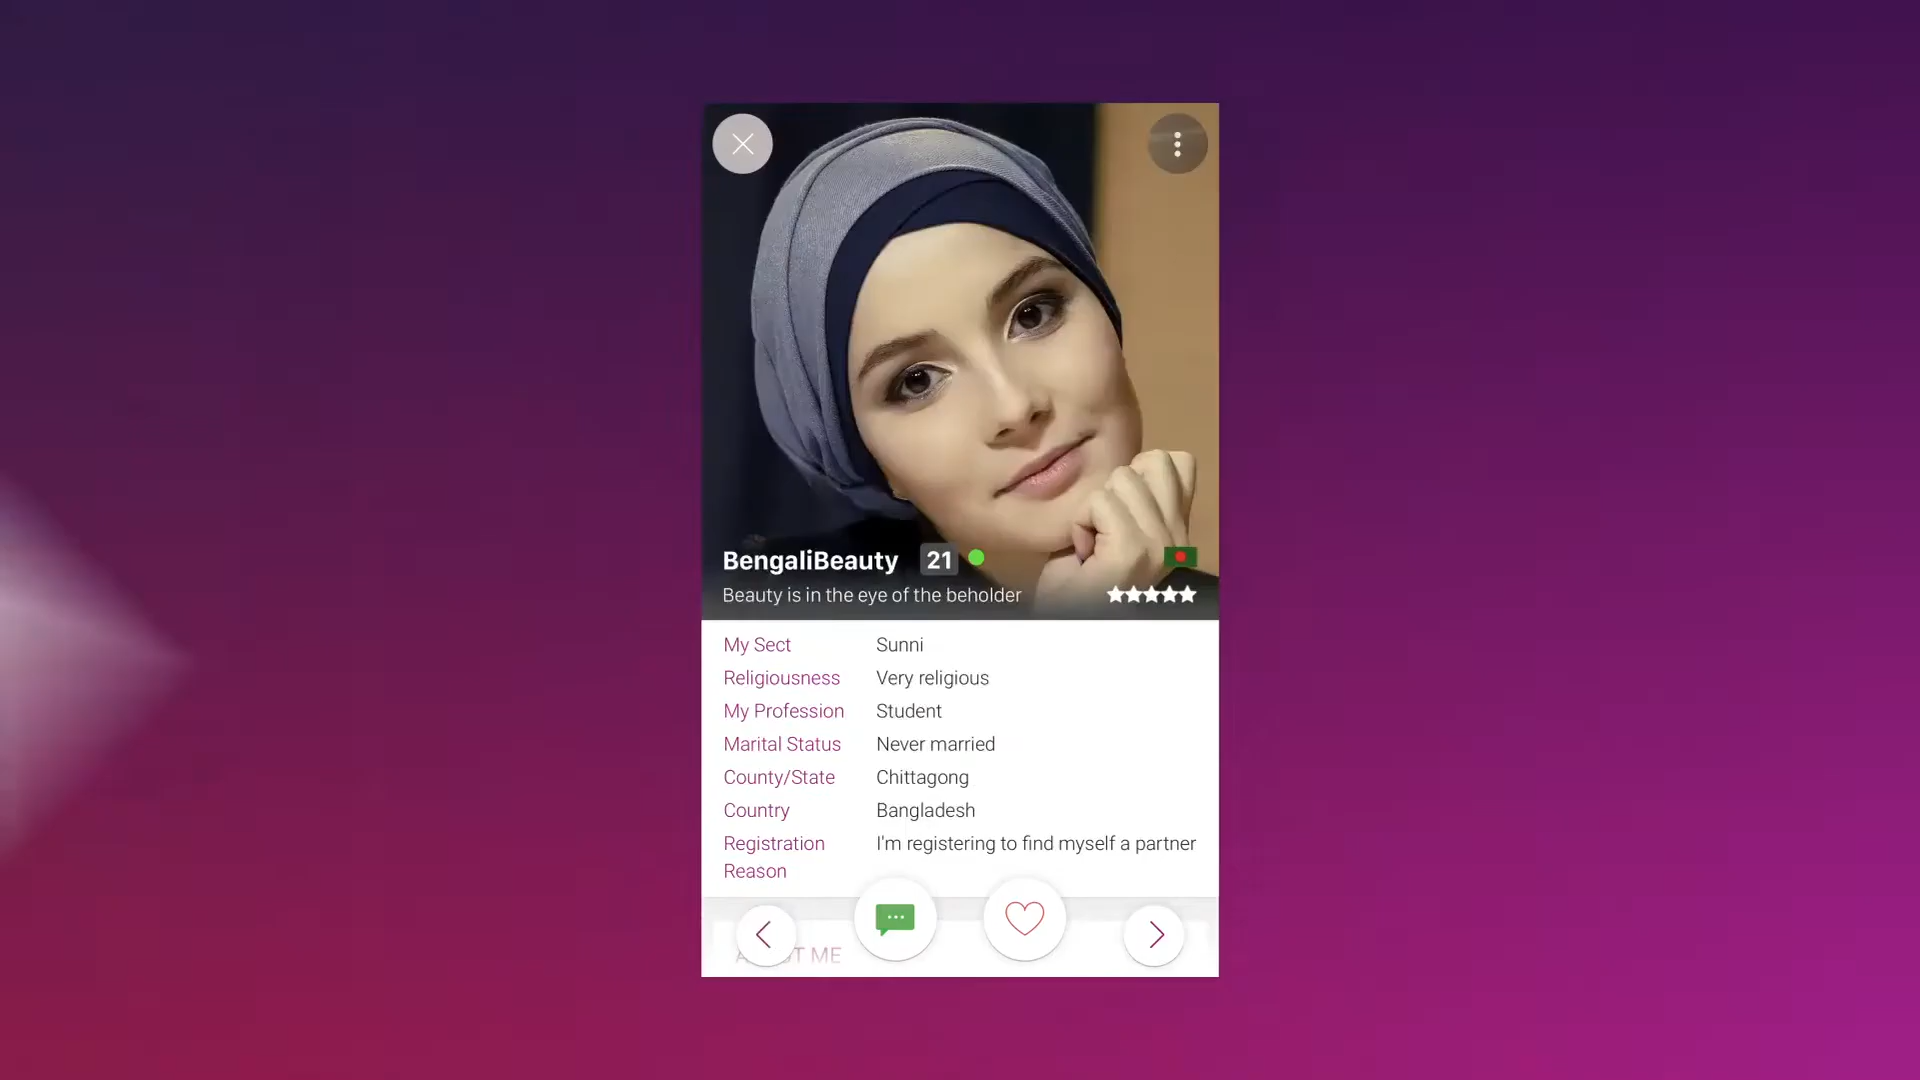 BengaliBeauty 21
Beauty is in the eye of the beholder
My Sect Sunni
Religiousness Very religious
My Profession Student
Marital Status Never married
County/State Chittagong
Country Bangladesh
Registration Reason I'm registering to find myself a partner
ME